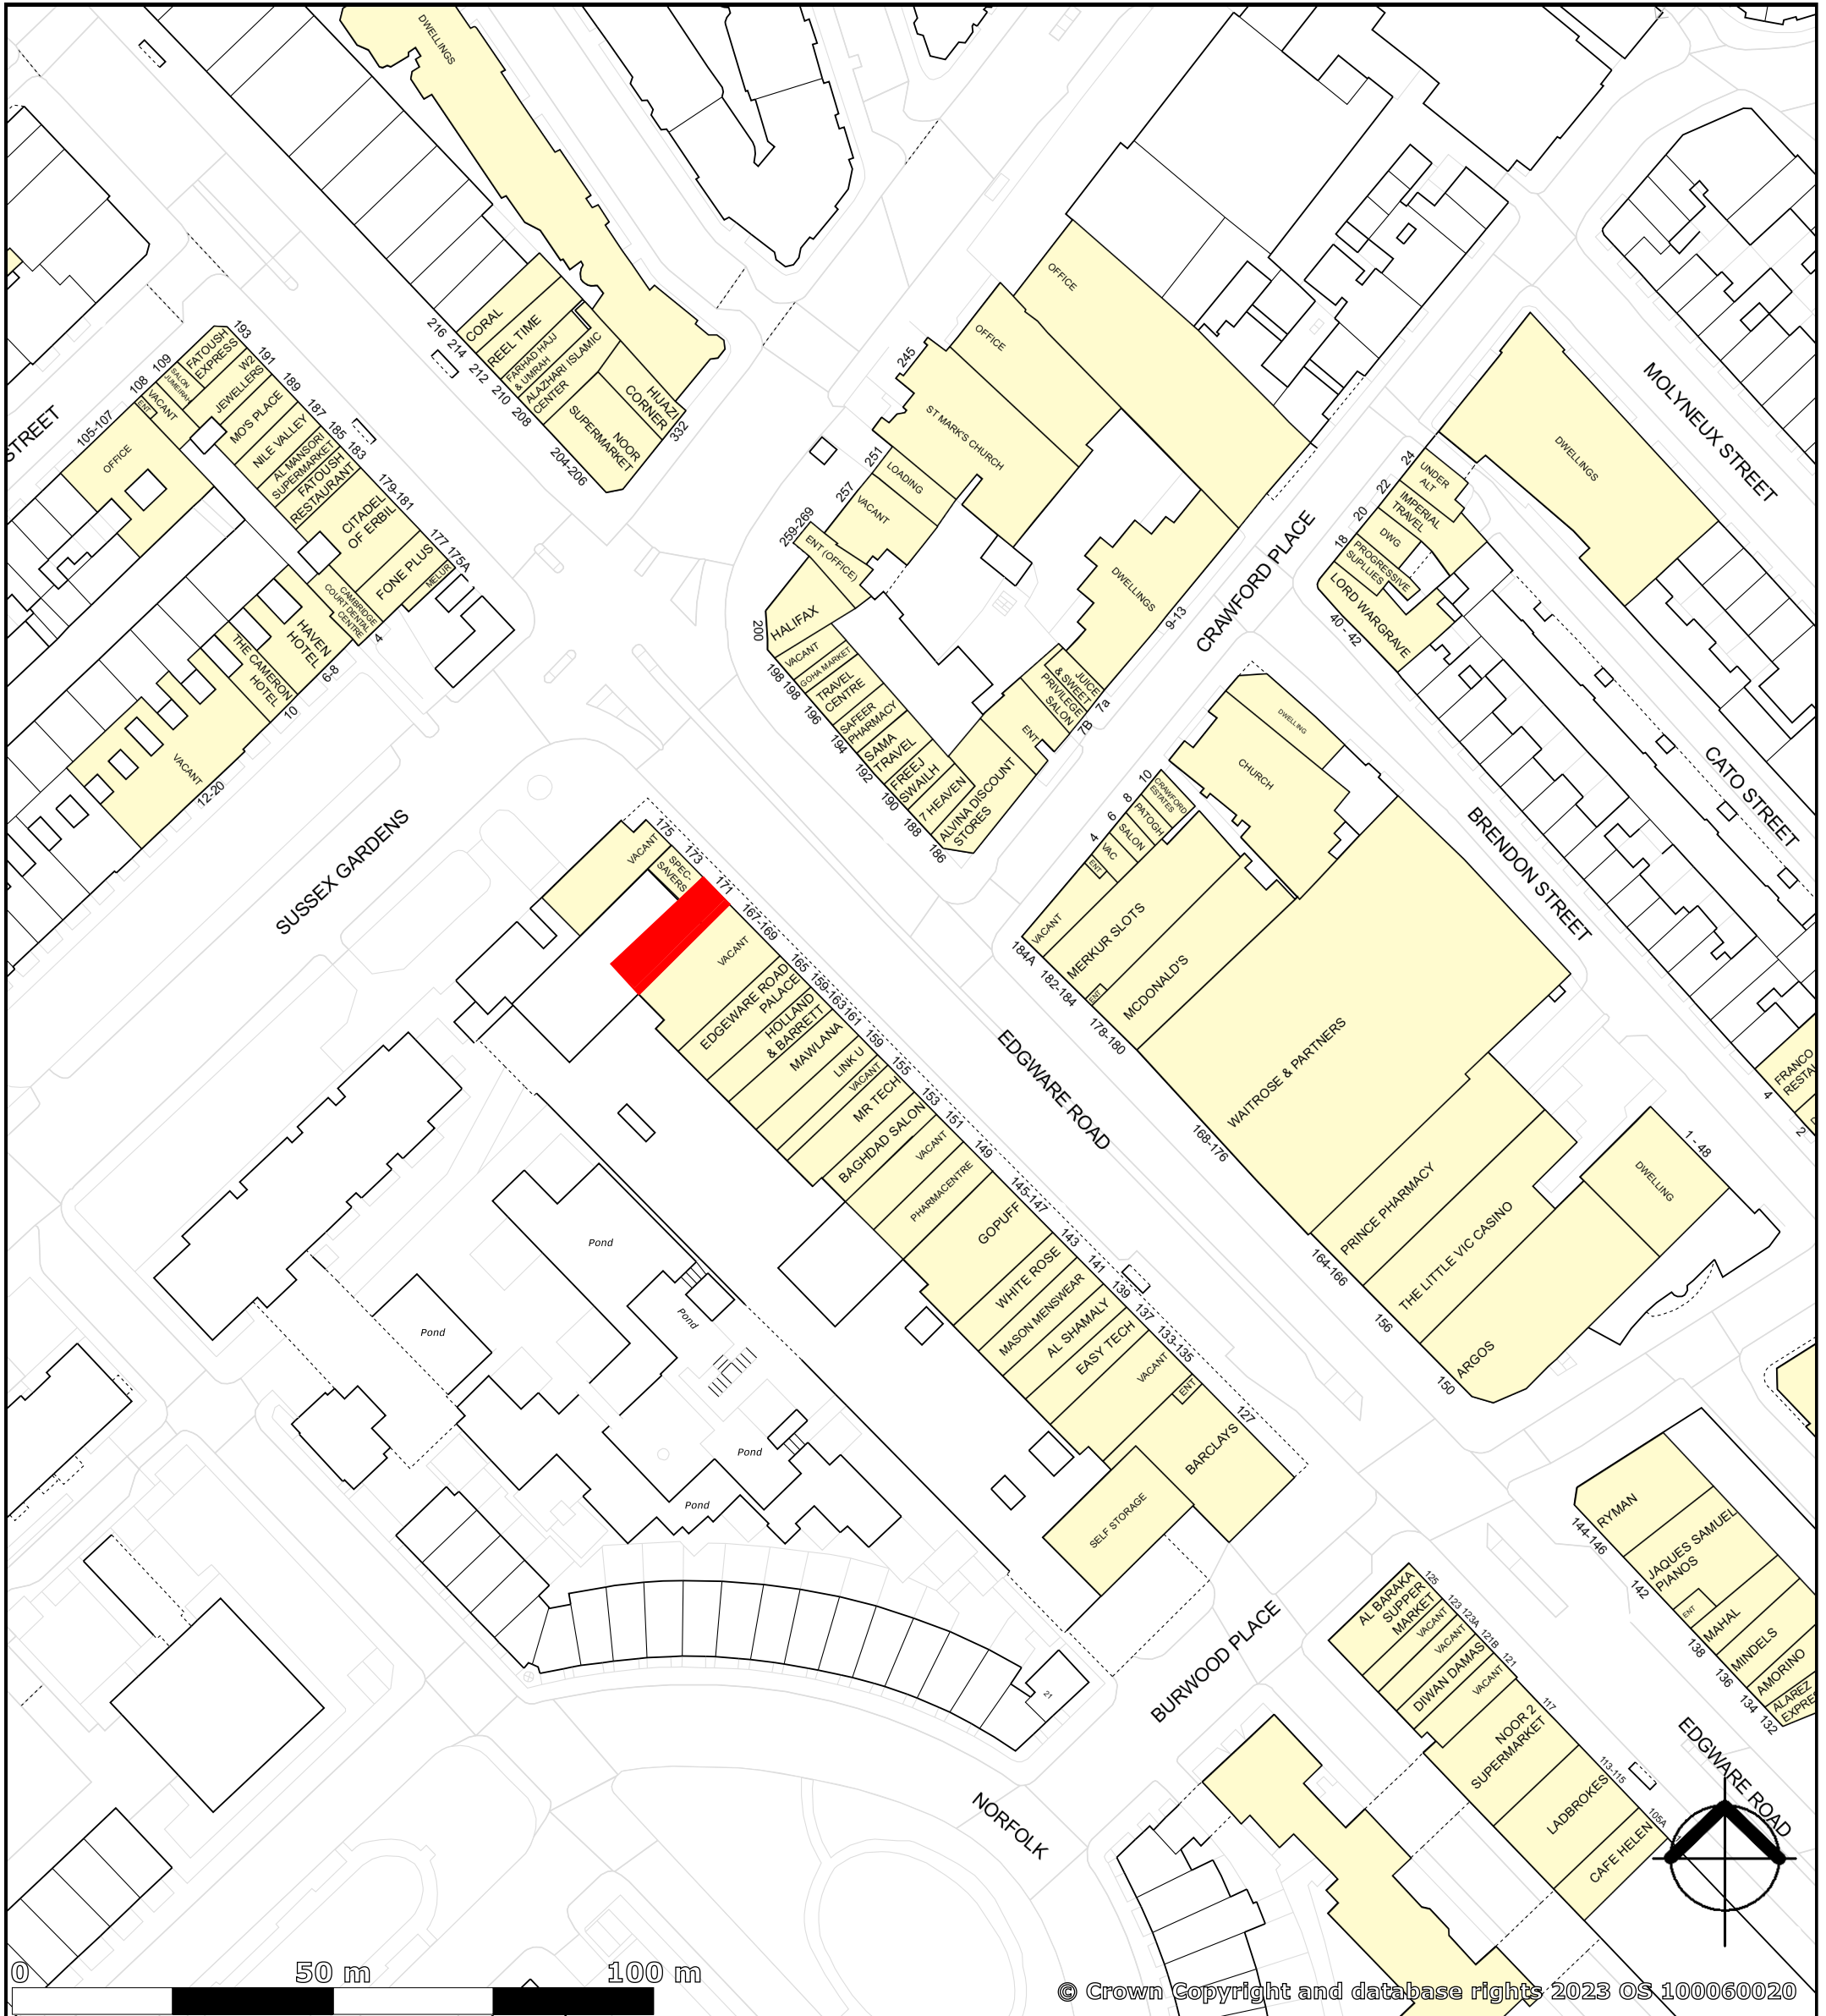 DWELLINGS
216
214
212
210
208
204-206
332
CORAL
REEL TIME
FARHAD HAJJ
& UMRAH
ALAZHARI ISLAMIC
CENTER
NOOR
SUPERMARKET
HIJAZI
CORNER
STREET
105-107
108
109
193
191
189
187
185
183
179-181
177
175A
OFFICE
ENT
VACANT
SALON
JUMEIRAH
FATOUSH
EXPRESS
W2
JEWELLERS
MO'S PLACE
NILE VALLEY
AL MANSORI
SUPERMARKET
FATOUSH
RESTAURANT
CITADEL
OF ERBIL
FONE PLUS
MELUR
CAMBRIDGE
COURT DENTAL
CENTRE
4
HAVEN
HOTEL
6-8
THE CAMERON
HOTEL
10
VACANT
12-20
SUSSEX GARDENS
OFFICE
OFFICE
245
ST MARK'S CHURCH
251
LOADING
257
VACANT
259-269
ENT (OFFICE)
200
HALIFAX
VACANT
198
GOHA MARKET
198
TRAVEL
CENTRE
196
SAFEER
PHARMACY
194
SAMA
TRAVEL
192
FREEJ
SWAILH
190
7 HEAVEN
188
ALVINA DISCOUNT
STORES
186
ENT
PRIVILEGE
SALON
7B
JUICE
& SWEET
7a
DWELLINGS
9-13
CRAWFORD PLACE
MOLYNEUX STREET
DWELLINGS
24
UNDER
ALT
22
IMPERIAL
TRAVEL
20
DWG
18
PROGRESSIVE
SUPLLIES
LORD WARGRAVE
40 - 42
CATO STREET
BRENDON STREET
DWELLING
CHURCH
10
CRAWFORD
ESTATES
8
PATOGH
6
SALON
4
VAC
ENT
VACANT
184A
MERKUR SLOTS
182-184
ENT
MCDONALD'S
178-180
WAITROSE & PARTNERS
168-176
PRINCE PHARMACY
164-166
THE LITTLE VIC CASINO
156
ARGOS
150
DWELLING
1 - 48
FRANCO
4
2
EDGWARE ROAD
175
VACANT
173
SPEC-
SAVERS
171
167-169
VACANT
165
EDGEWARE ROAD
PALACE
159-163
HOLLAND
& BARRETT
161
MAWLANA
159
LINK U
VACANT
155
MR TECH
153
BAGHDAD SALON
151
VACANT
149
PHARMACENTRE
145-147
GOPUFF
143
WHITE ROSE
141
MASON MENSWEAR
139
AL SHAMALY
137
EASY TECH
133-135
VACANT
ENT
127
BARCLAYS
SELF STORAGE
Pond
Pond
Pond
Pond
Pond
21
BURWOOD PLACE
NORFOLK
144-146
RYMAN
142
JAQUES SAMUEL
PIANOS
ENT
138
MAHAL
136
MINDELS
134
AMORINO
132
ALAREZ
125
AL BARAKA
SUPPER
MARKET
123
VACANT
123A
VACANT
121B
DIWAN DAMAS
121
VACANT
117
NOOR 2
SUPERMARKET
113-115
LADBROKES
105A
CAFE HELEN
EDGWARE ROAD
0 50 m 100 m
© Crown Copyright and database rights 2023 OS 100060020